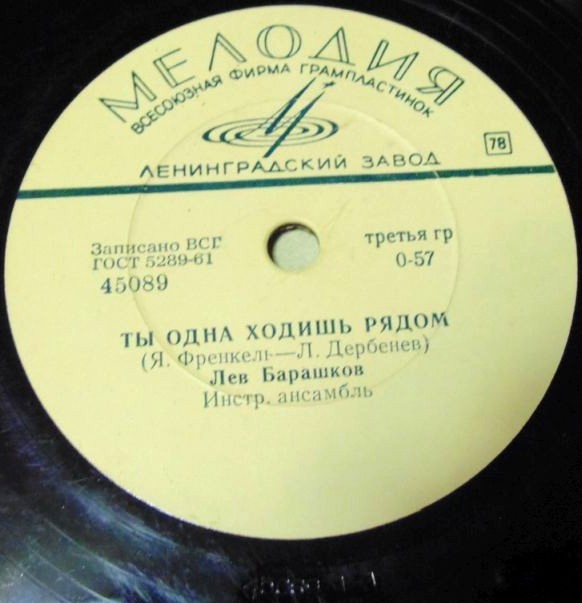 МЕЛОДИЯ
ВСЕСОЮЗНАЯ ФИРМА ГРАМПЛАСТИНОК
ЛЕНИНГРАДСКИЙ ЗАВОД
78
Записано ВСГ
ГОСТ 5289-61
45089
третья гр
0-57
ТЫ ОДНА ХОДИШЬ РЯДОМ
(Я. Френкель—Л. Дербенев)
Лев Барашков
Инстр. ансамбль